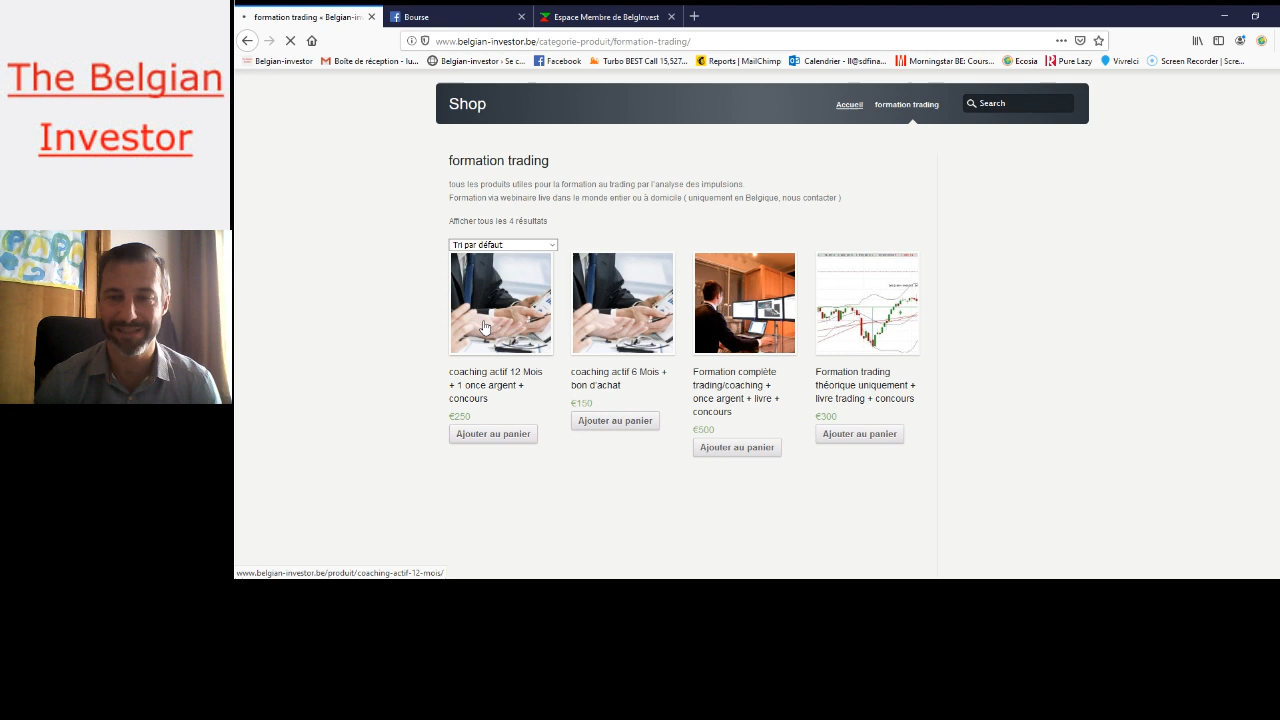 formation trading « Belgian-in
Bourse
Espace Membre de BelgInvest
www.belgian-investor.be/categorie-produit/formation-trading/
Belgian-investor
Boîte de réception - lu...
Belgian-investor › Se c...
Facebook
Turbo BEST Call 15,527...
Reports | MailChimp
Calendrier - ll@sdfina...
Morningstar BE: Cours...
Ecosia
Pure Lazy
Vivrelci
Screen Recorder | Scre...
The Belgian
Investor
Shop
Accueil
formation trading
Search
formation trading
tous les produits utiles pour la formation au trading par l'analyse des impulsions
Formation via webinaire live dans le monde entier ou à domicile ( uniquement en Belgique, nous contacter )
Afficher tous les 4 résultats
Tri par défaut
coaching actif 12 Mois
+ 1 once argent +
concours
€250
Ajouter au panier
coaching actif 6 Mois +
bon d'achat
€150
Ajouter au panier
Formation complète
trading/coaching +
once argent + livre +
concours
€500
Ajouter au panier
Formation trading
théorique uniquement +
livre trading + concours
€300
Ajouter au panier
www.belgian-investor.be/produit/coaching-actif-12-mois/